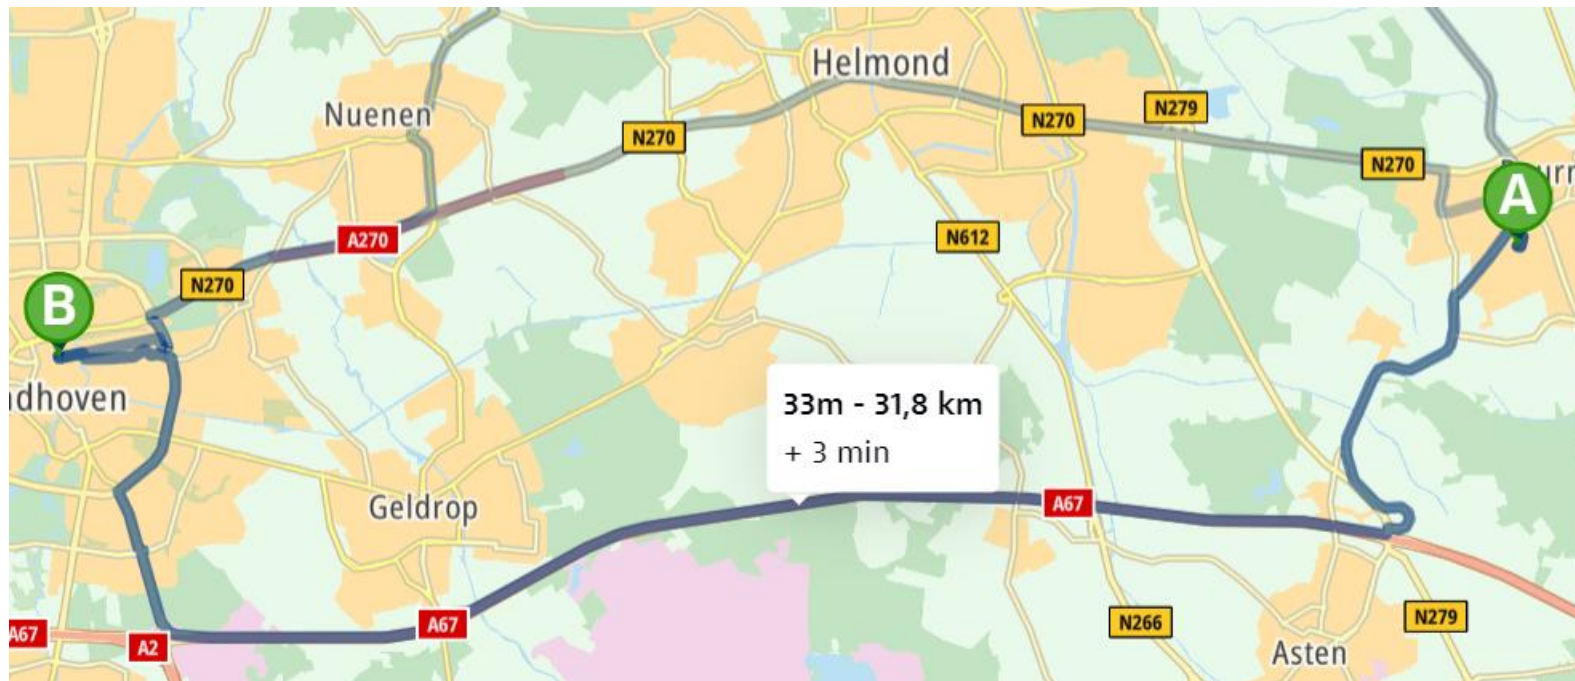 Helmond
Nuenen
N270
N270
N279
N270
A
A270
N612
N270
B
dhoven
33m - 31,8 km
+ 3 min
Geldrop
A67
A67
A67
A2
N266
N279
Asten